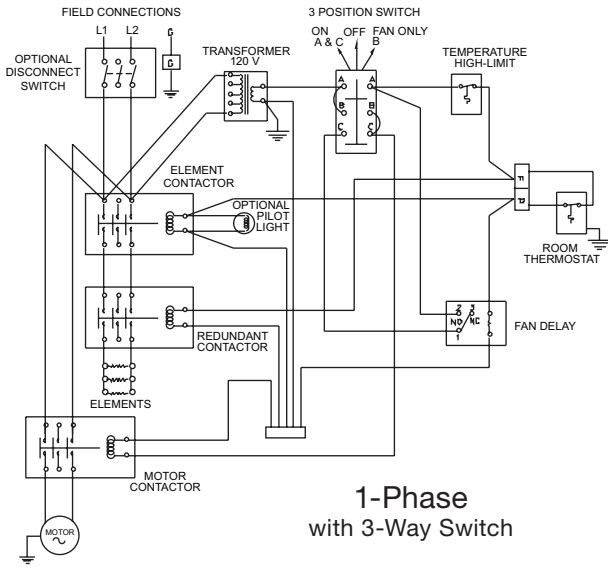 FIELD CONNECTIONS
L1 L2
G
G
OPTIONAL
DISCONNECT
SWITCH
TRANSFORMER
120 V
3 POSITION SWITCH
ON
A & C
OFF
FAN ONLY
B
A A
B B
C C
TEMPERATURE
HIGH-LIMIT
ELEMENT
CONTACTOR
OPTIONAL
PILOT
LIGHT
F
P
ROOM
THERMOSTAT
REDUNDANT
CONTACTOR
2 3
NO NC
1
FAN DELAY
ELEMENTS
MOTOR
CONTACTOR
MOTOR
1-Phase
with 3-Way Switch